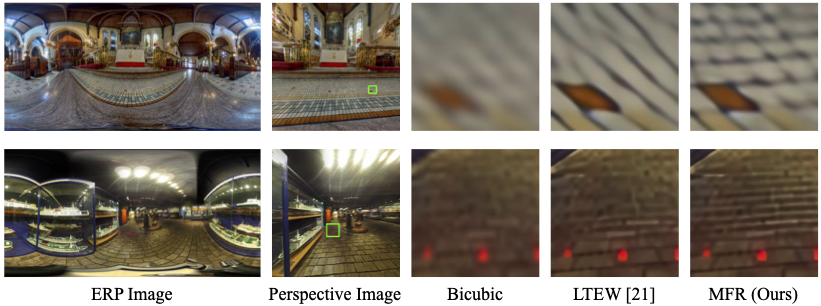 ERP Image
Perspective Image
Bicubic
LTEW [21]
MFR (Ours)